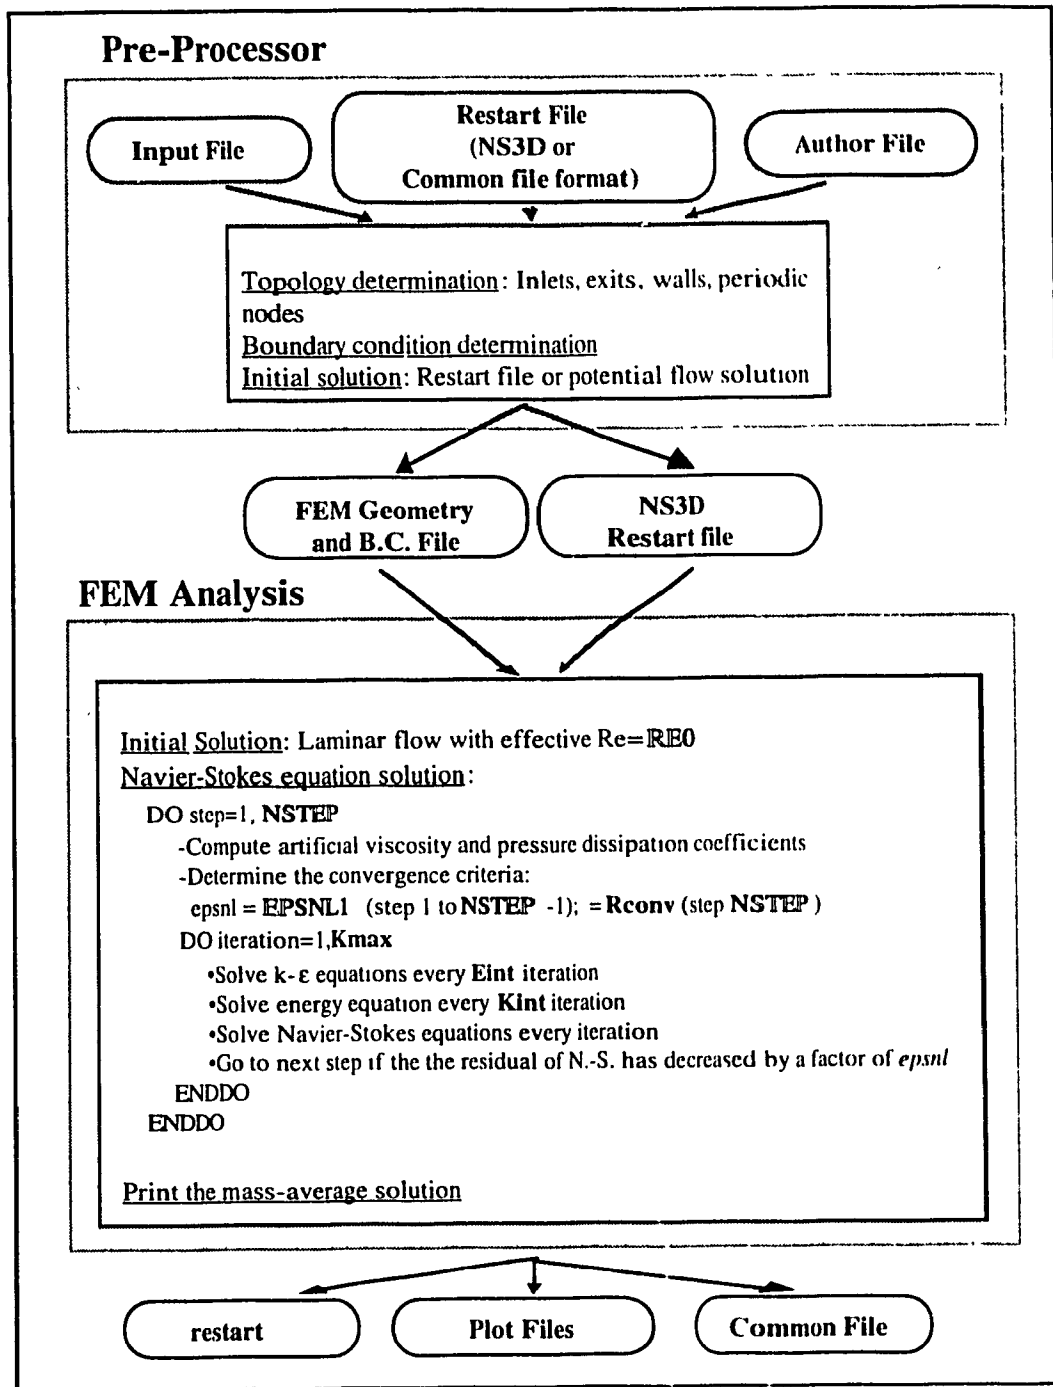 Pre-Processor
Input File
Restart File
(NS3D or
Common file format)
Author File
Topology determination: Inlets, exits, walls, periodic
nodes
Boundary condition determination
Initial solution: Restart file or potential flow solution
FEM Geometry
and B.C. File
NS3D
Restart file
FEM Analysis
Initial Solution: Laminar flow with effective Re=RE0
Navier-Stokes equation solution:
DO step=1, NSTEP
-Compute artificial viscosity and pressure dissipation coefficients
-Determine the convergence criteria:
epsnl = EPSNL1 (step 1 to NSTEP -1); =Rconv (step NSTEP)
DO iteration=1,Kmax
•Solve k-ε equations every Eint iteration
•Solve energy equation every Kint iteration
•Solve Navier-Stokes equations every iteration
•Go to next step if the the residual of N.-S. has decreased by a factor of epsnl
ENDDO
ENDDO
Print the mass-average solution
restart
Plot Files
Common File